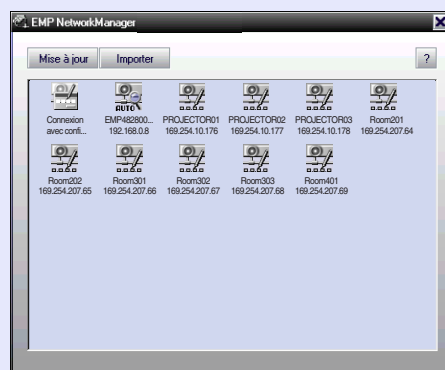 EMP NetworkManager
Mise à jour Importer ?
AUTO
Connexion avec confi...
EMP482800... 192.168.0.8
PROJECTOR01 169.254.10.176
PROJECTOR02 169.254.10.177
PROJECTOR03 169.254.10.178
Room201 169.254.207.64
Room202 169.254.207.65
Room301 169.254.207.66
Room302 169.254.207.67
Room303 169.254.207.68
Room401 169.254.207.69